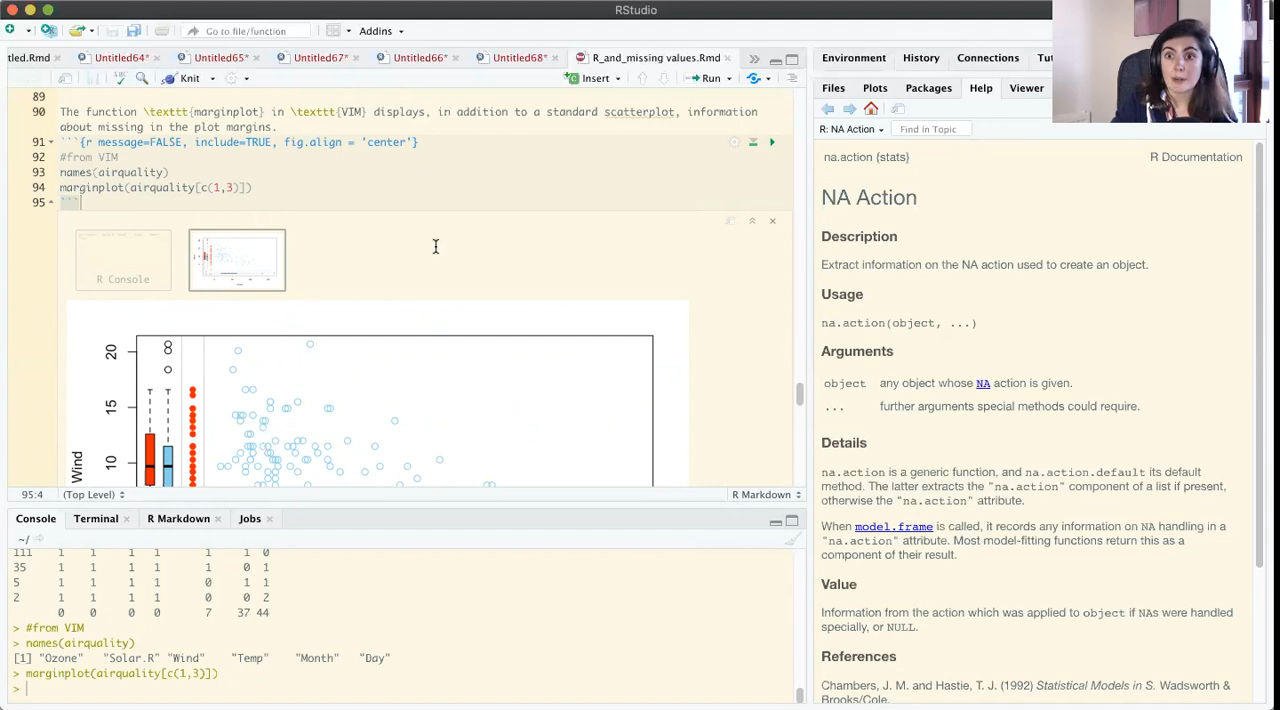 RStudio
Go to file/function
Addins
tled.Rmd
Untitled64*
Untitled65*
Untitled67*
Untitled66*
Untitled68*
R_and_missing values.Rmd
Knit
Insert
Run
89
90 The function \texttt{marginplot} in \texttt{VIM} displays, in addition to a standard scatterplot, information
about missing in the plot margins.
91 ```{r message=FALSE, include=TRUE, fig.align = 'center'}
92 #from VIM
93 names(airquality)
94 marginplot(airquality[c(1,3)])
95 ```
R Console
20
15
10
Wind
95:4 (Top Level) R Markdown
Console Terminal R Markdown Jobs
~/
111 1 1 1 1 1 1 0
35 1 1 1 1 1 0 1
5 1 1 1 1 0 1 1
2 1 1 1 1 0 0 2
0 0 0 0 7 37 44
> #from VIM
> names(airquality)
[1] "Ozone" "Solar.R" "Wind" "Temp" "Month" "Day"
> marginplot(airquality[c(1,3)])
>
Environment History Connections Tut
Files Plots Packages Help Viewer
R: NA Action Find in Topic
na.action {stats} R Documentation
NA Action
Description
Extract information on the NA action used to create an object.
Usage
na.action(object, ...)
Arguments
object any object whose NA action is given.
... further arguments special methods could require.
Details
na.action is a generic function, and na.action.default its default
method. The latter extracts the "na.action" component of a list if present,
otherwise the "na.action" attribute.
When model.frame is called, it records any information on NA handling in a
"na.action" attribute. Most model-fitting functions return this as a
component of their result.
Value
Information from the action which was applied to object if NAs were handled
specially, or NULL.
References
Chambers, J. M. and Hastie, T. J. (1992) Statistical Models in S. Wadsworth &
Brooks/Cole.